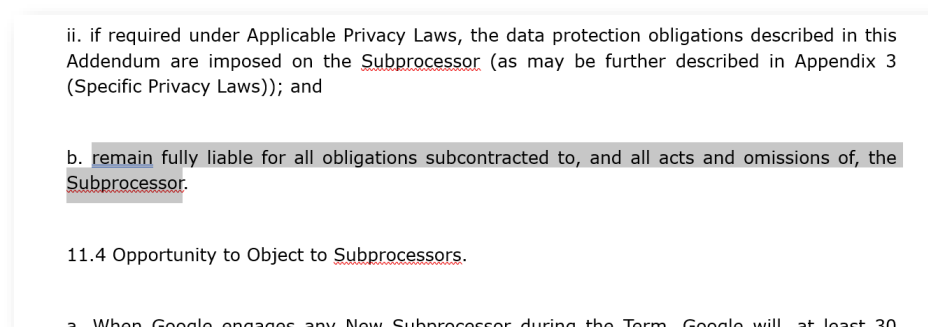 ii. if required under Applicable Privacy Laws, the data protection obligations described in this
Addendum are imposed on the Subprocessor (as may be further described in Appendix 3
(Specific Privacy Laws)); and
b. remain fully liable for all obligations subcontracted to, and all acts and omissions of, the
Subprocessor.
11.4 Opportunity to Object to Subprocessors.
a. When Google engages any New Subprocessor during the Term, Google will, at least 30